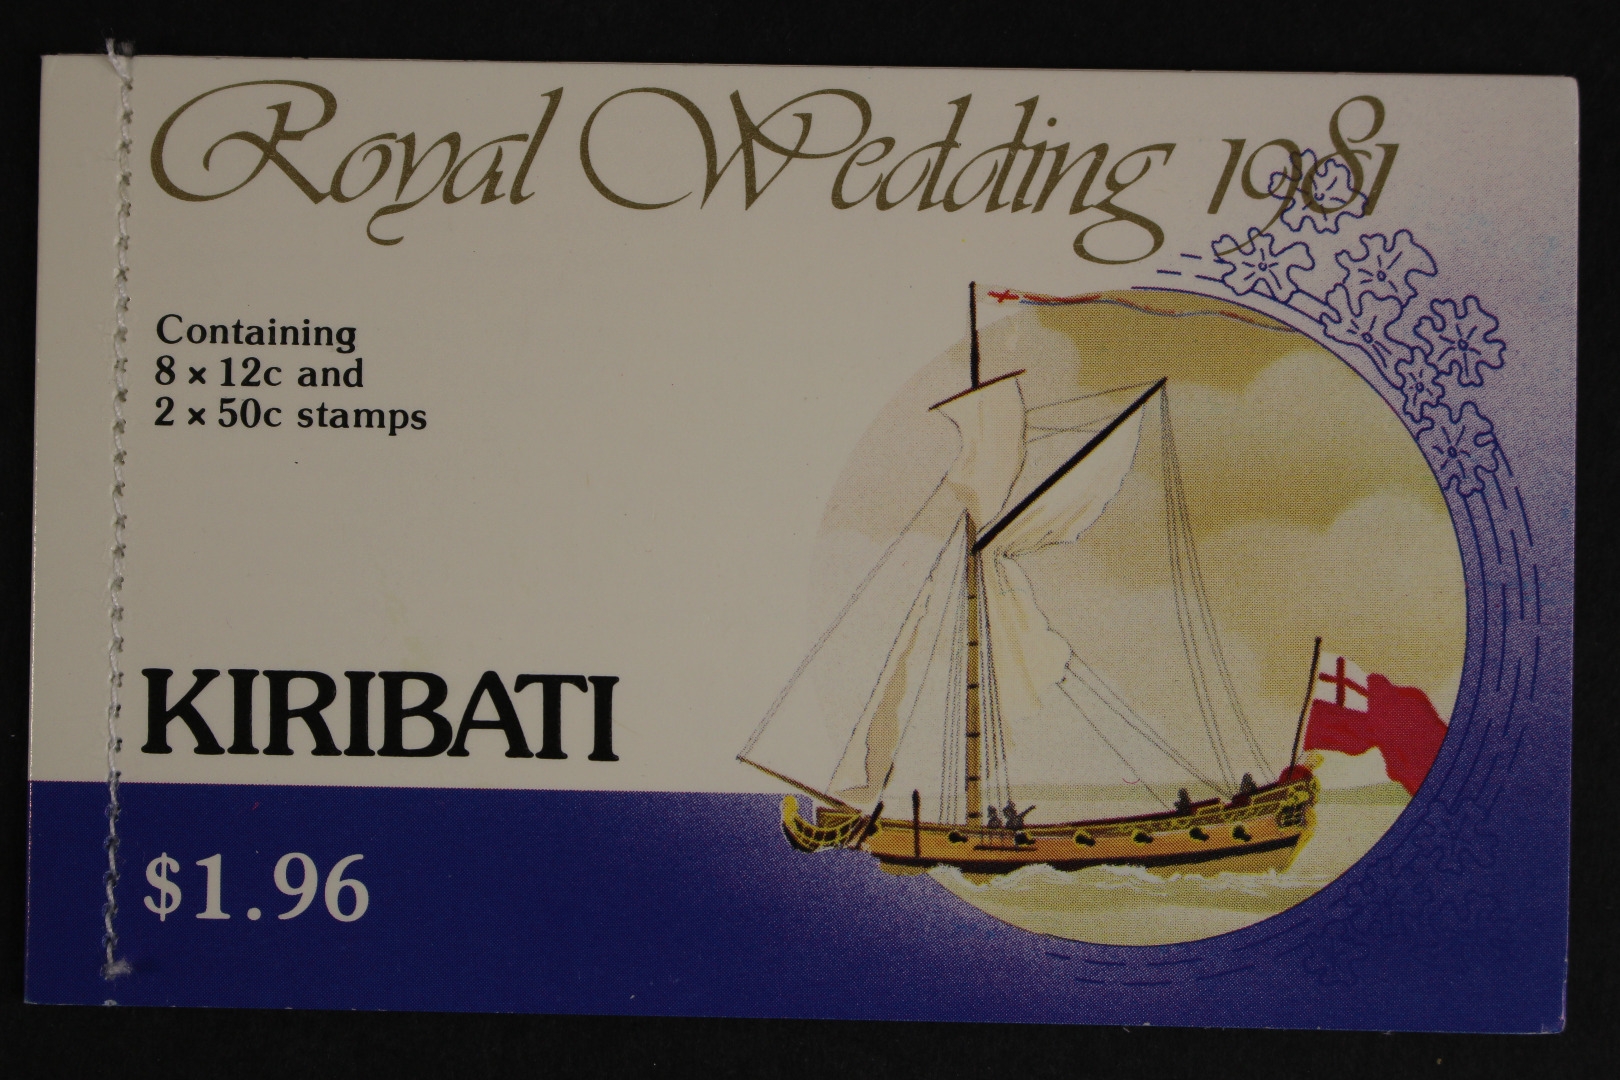 Royal Wedding 1981
Containing
8 × 12c and
2 × 50c stamps
KIRIBATI
$1.96